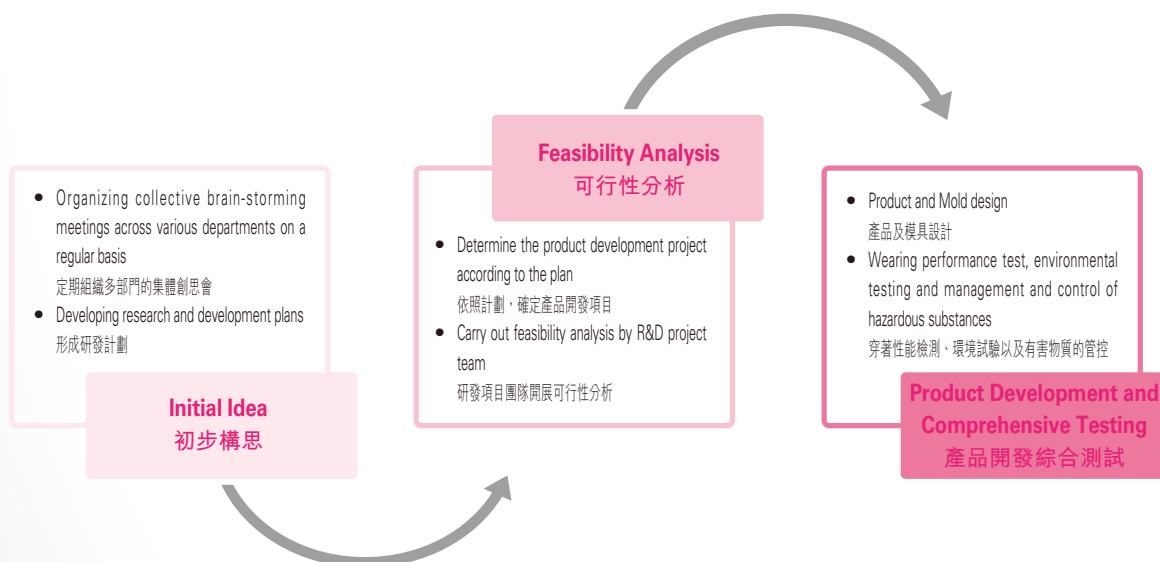 • Organizing collective brain-storming
meetings across various departments on a
regular basis
定期組織多部門的集體創思會
• Developing research and development plans
形成研發計劃
Initial Idea
初步構思
Feasibility Analysis
可行性分析
• Determine the product development project
according to the plan
依照計劃，確定產品開發項目
• Carry out feasibility analysis by R&D project
team
研發項目團隊開展可行性分析
• Product and Mold design
產品及模具設計
• Wearing performance test, environmental
testing and management and control of
hazardous substances
穿著性能檢測、環境試驗以及有害物質的管控
Product Development and
Comprehensive Testing
產品開發綜合測試